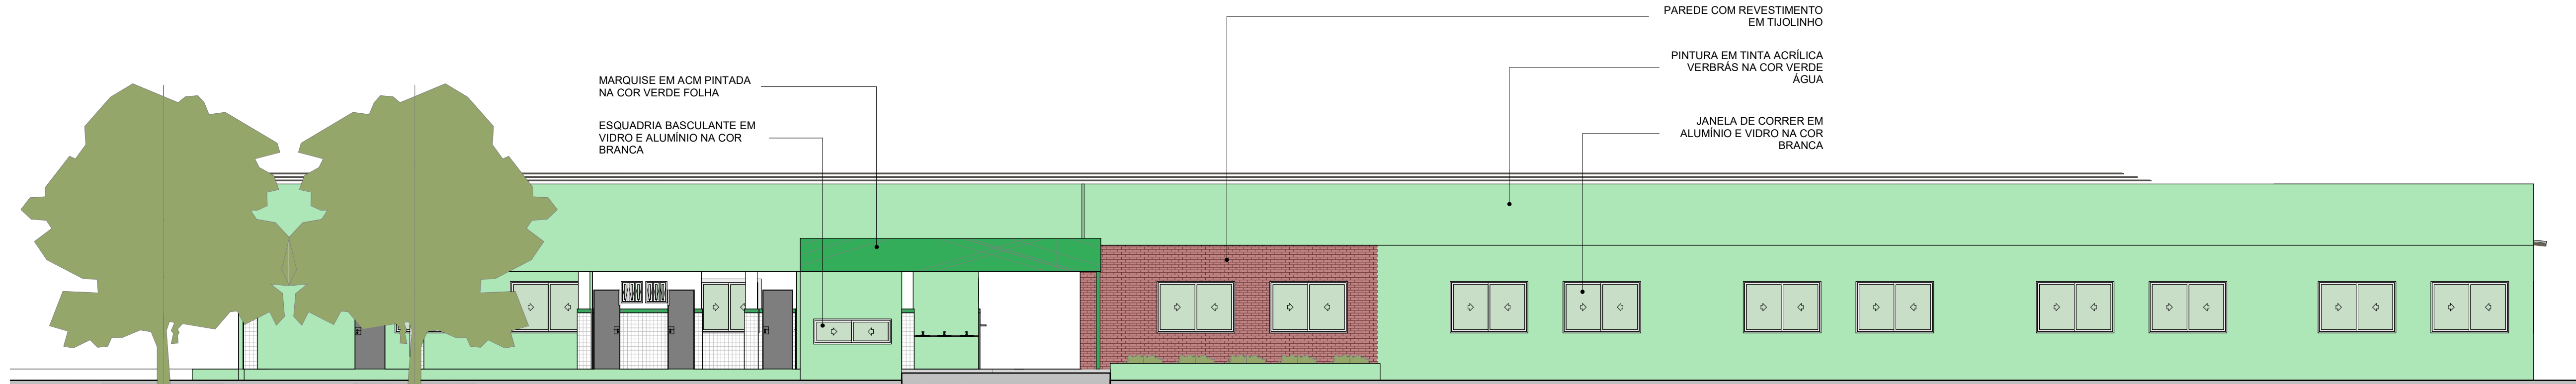 PAREDE COM REVESTIMENTO
EM TIJOLINHO
PINTURA EM TINTA ACRÍLICA
VERBRÁS NA COR VERDE
ÁGUA
MARQUISE EM ACM PINTADA
NA COR VERDE FOLHA
ESQUADRIA BASCULANTE EM
VIDRO E ALUMÍNIO NA COR
BRANCA
JANELA DE CORRER EM
ALUMÍNIO E VIDRO NA COR
BRANCA